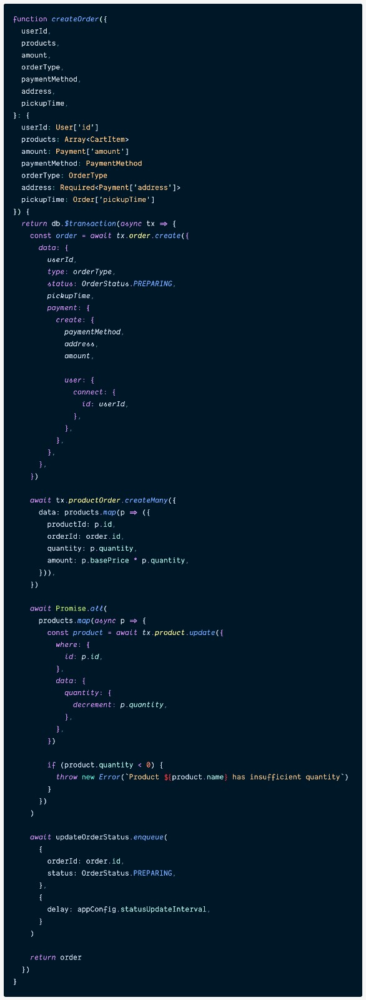 function createOrder({
  userId,
  products,
  amount,
  orderType,
  paymentMethod,
  address,
  pickupTime,
}: {
  userId: User['id']
  products: Array<CartItem>
  amount: Payment['amount']
  paymentMethod: PaymentMethod
  orderType: OrderType
  address: Required<Payment['address']>
  pickupTime: Order['pickupTime']
}) {
  return db.$transaction(async tx => {
    const order = await tx.order.create({
      data: {
        userId,
        type: orderType,
        status: OrderStatus.PREPARING,
        pickupTime,
        payment: {
          create: {
            paymentMethod,
            address,
            amount,

            user: {
              connect: {
                id: userId,
              },
            },
          },
        },
      },
    })

    await tx.productOrder.createMany({
      data: products.map(p => ({
        productId: p.id,
        orderId: order.id,
        quantity: p.quantity,
        amount: p.basePrice * p.quantity,
      })),
    })

    await Promise.all(
      products.map(async p => {
        const product = await tx.product.update({
          where: {
            id: p.id,
          },
          data: {
            quantity: {
              decrement: p.quantity,
            },
          },
        })

        if (product.quantity < 0) {
          throw new Error(`Product ${product.name} has insufficient quantity`)
        }
      })
    )

    await updateOrderStatus.enqueue(
      {
        orderId: order.id,
        status: OrderStatus.PREPARING,
      },
      {
        delay: appConfig.statusUpdateInterval,
      }
    )

    return order
  })
}